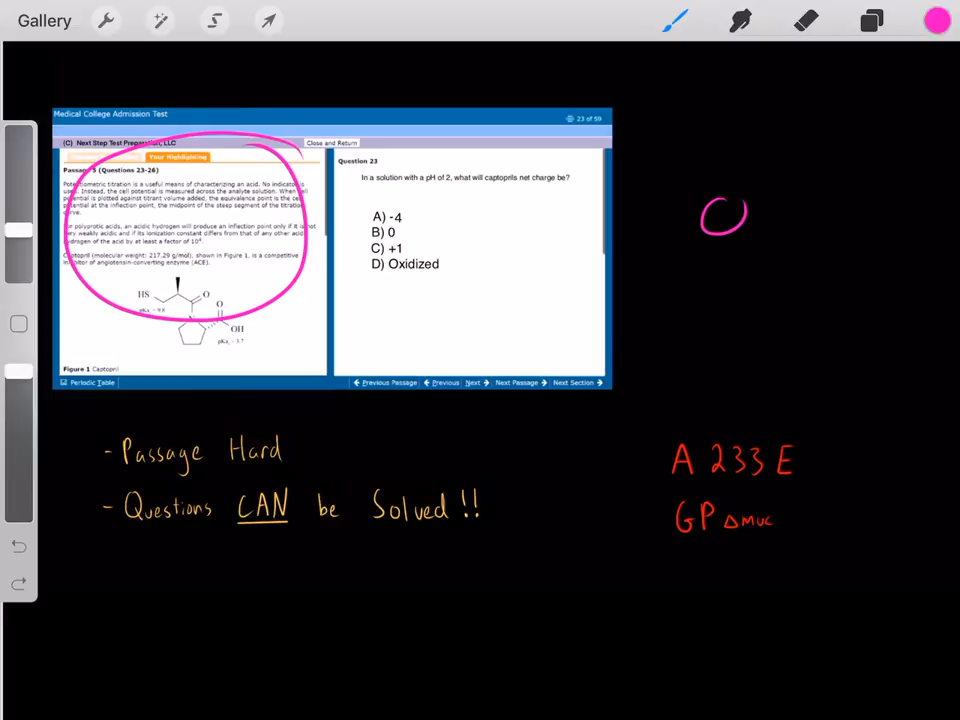 Gallery
Medical College Admission Test
23 of 59
(C) Next Step Test Preparation, LLC
Close and Return
Your Highlighting
Passage 5 (Questions 23-26)
Potentiometric titration is a useful means of characterizing an acid. No indicator is
used. Instead, the cell potential is measured across the analyte solution. When cell
potential is plotted against titrant volume added, the equivalence point is the cell
potential at the inflection point, the midpoint of the steep segment of the titration
curve.
For polyprotic acids, an acidic hydrogen will produce an inflection point only if it is not
very weakly acidic and if its ionization constant differs from that of any other acid
hydrogen of the acid by at least a factor of 10⁴.
Captopril (molecular weight: 217.29 g/mol), shown in Figure 1, is a competitive
inhibitor of angiotensin-converting enzyme (ACE).
HS
O
pKa = 9.8
O
N
OH
pKa = 3.7
Figure 1 Captopril
Periodic Table
Question 23
In a solution with a pH of 2, what will captoprils net charge be?
A) -4
B) 0
C) +1
D) Oxidized
Previous Passage
Previous
Next
Next Passage
Next Section
- Passage Hard
- Questions CAN be Solved!!
A 233 E
GP ΔMUC